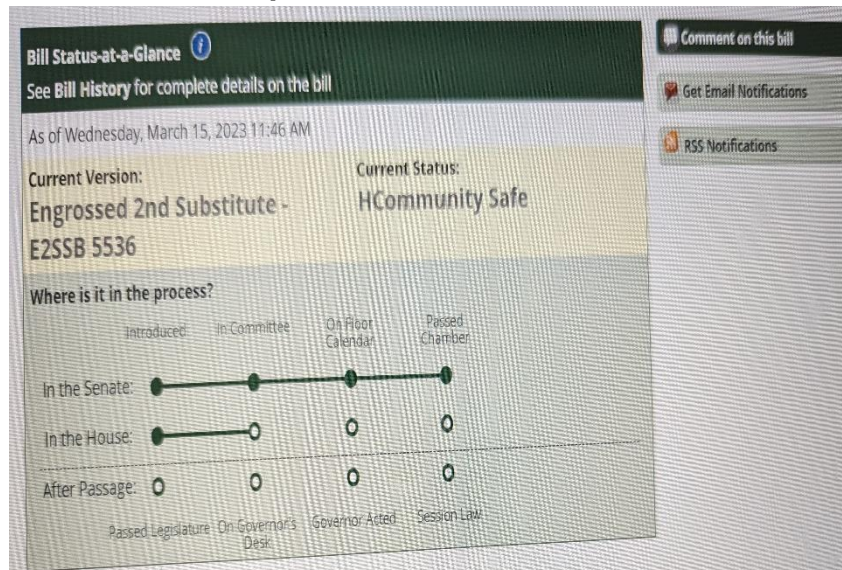 Bill Status-at-a-Glance i
See Bill History for complete details on the bill
As of Wednesday, March 15, 2023 11:46 AM
Current Version:
Engrossed 2nd Substitute -
E2SSB 5536
Current Status:
HCommunity Safe
Where is it in the process?
Introduced In Committee On Floor Calendar Passed Chamber
In the Senate:
In the House:
After Passage:
Passed Legislature On Governor's Desk Governor Acted Session Law
Comment on this bill
Get Email Notifications
RSS Notifications